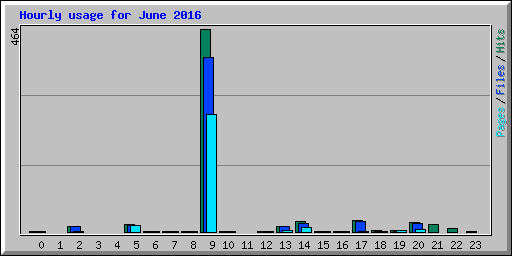 Hourly usage for June 2016
464
Pages/Files/Hits
0 1 2 3 4 5 6 7 8 9 10 11 12 13 14 15 16 17 18 19 20 21 22 23